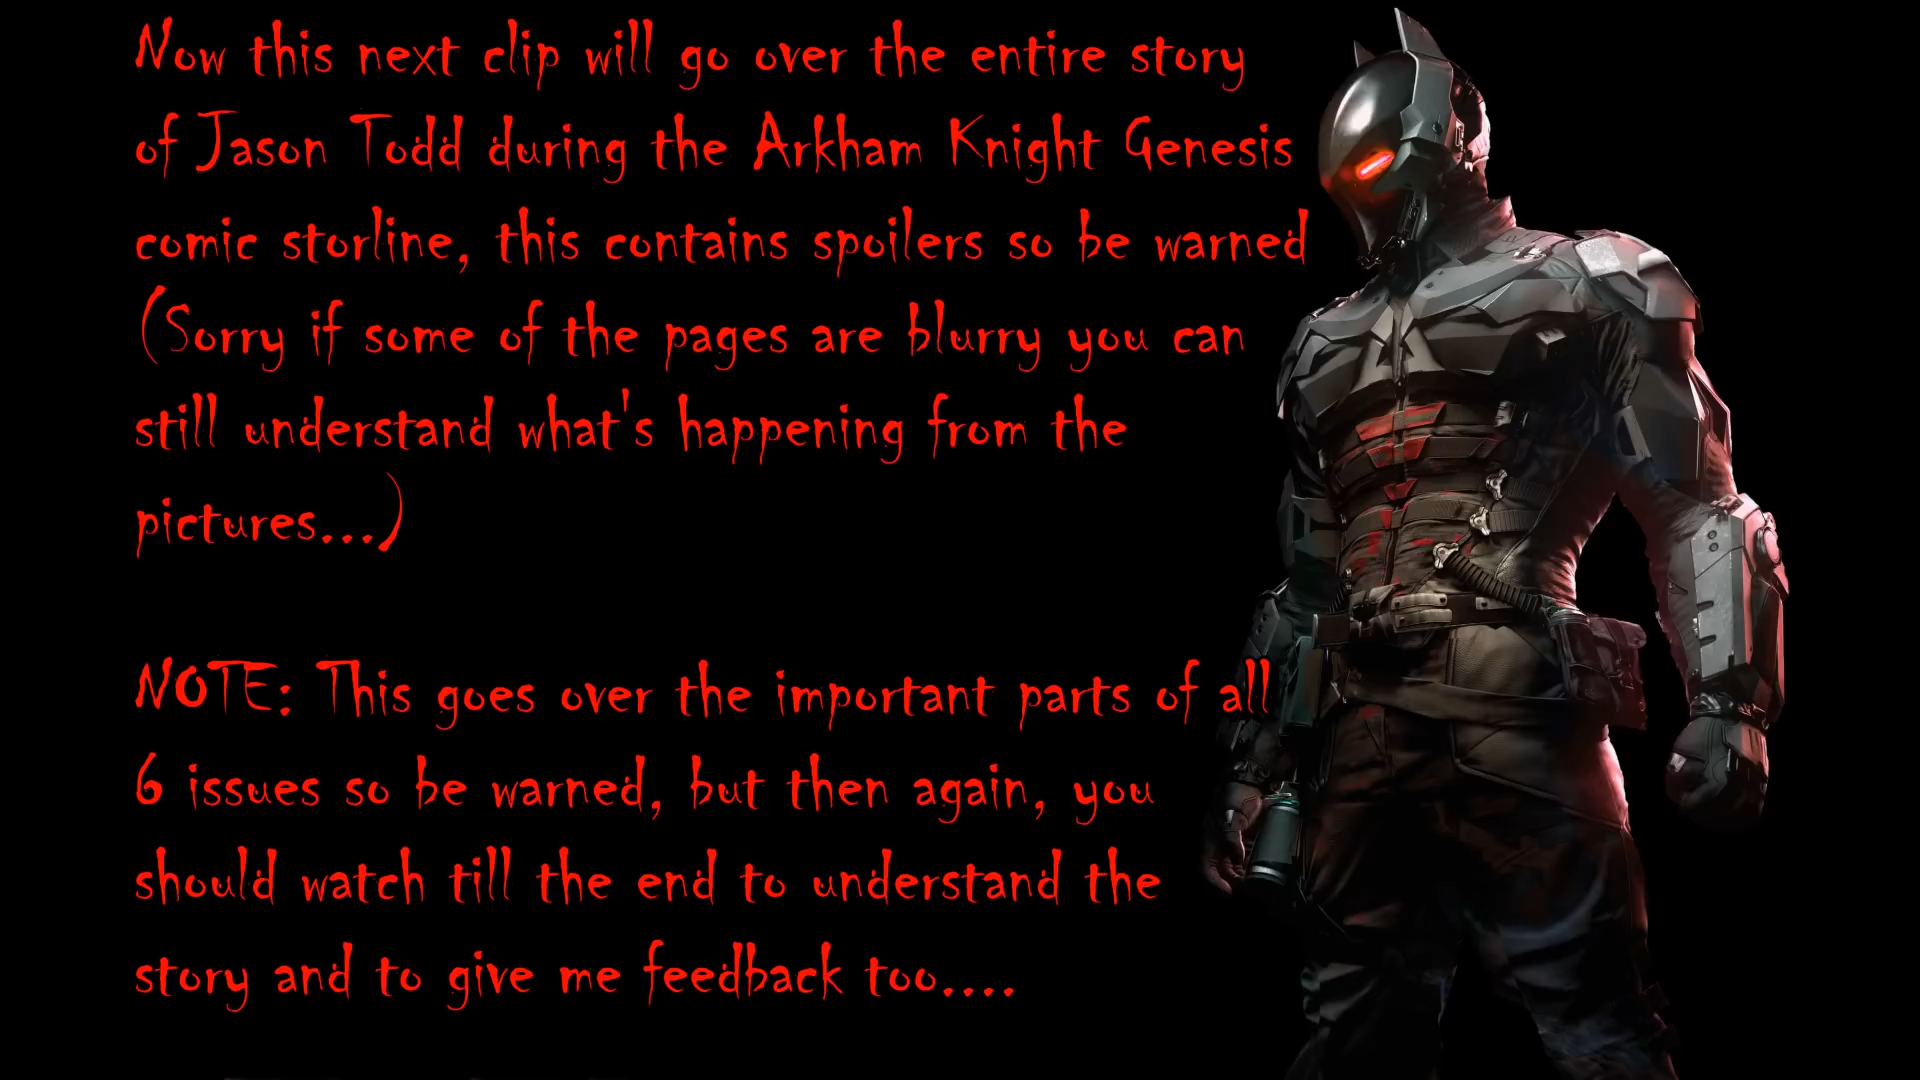 Now this next clip will go over the entire story
of Jason Todd during the Arkham Knight Genesis
comic storline, this contains spoilers so be warned
(Sorry if some of the pages are blurry you can
still understand what's happening from the
pictures...)
NOTE: This goes over the important parts of all
6 issues so be warned, but then again, you
should watch till the end to understand the
story and to give me feedback too....